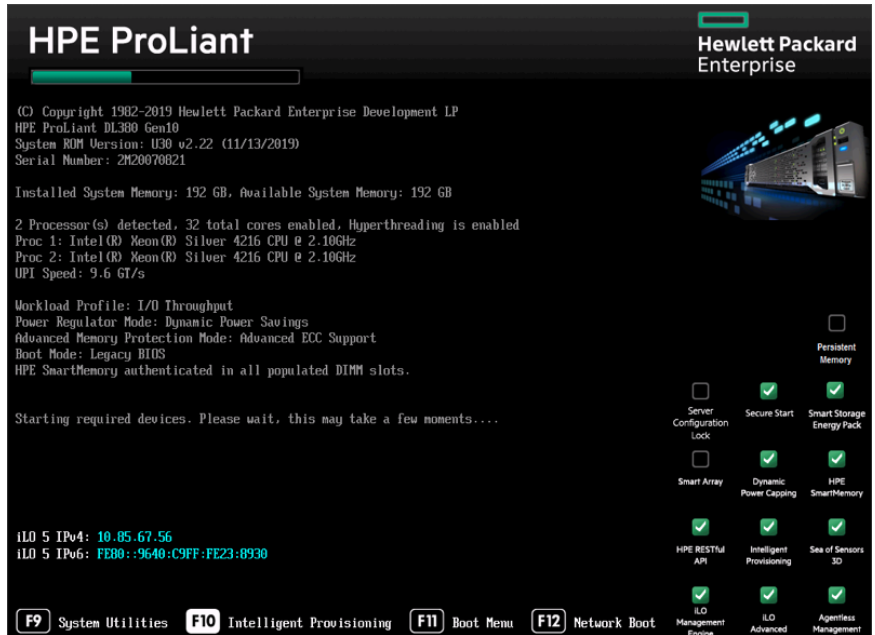 HPE ProLiant
Hewlett Packard
Enterprise
(C) Copyright 1982-2019 Hewlett Packard Enterprise Development LP
HPE ProLiant DL380 Gen10
System ROM Version: U30 v2.22 (11/13/2019)
Serial Number: 2M20070821
Installed System Memory: 192 GB, Available System Memory: 192 GB
2 Processor(s) detected, 32 total cores enabled, Hyperthreading is enabled
Proc 1: Intel(R) Xeon(R) Silver 4216 CPU @ 2.10GHz
Proc 2: Intel(R) Xeon(R) Silver 4216 CPU @ 2.10GHz
UPI Speed: 9.6 GT/s
Workload Profile: I/O Throughput
Power Regulator Mode: Dynamic Power Savings
Advanced Memory Protection Mode: Advanced ECC Support
Boot Mode: Legacy BIOS
HPE SmartMemory authenticated in all populated DIMM slots.
Starting required devices. Please wait, this may take a few moments....
Persistent
Memory
Server
Configuration
Lock
Secure Start
Smart Storage
Energy Pack
Smart Array
Dynamic
Power Capping
HPE
SmartMemory
HPE RESTful
API
Intelligent
Provisioning
Sea of Sensors
3D
iLO
Management
Engine
iLO
Advanced
Agentless
Management
iLO 5 IPv4: 10.85.67.56
iLO 5 IPv6: FE80::9640:C9FF:FE23:8930
F9 System Utilities F10 Intelligent Provisioning F11 Boot Menu F12 Network Boot